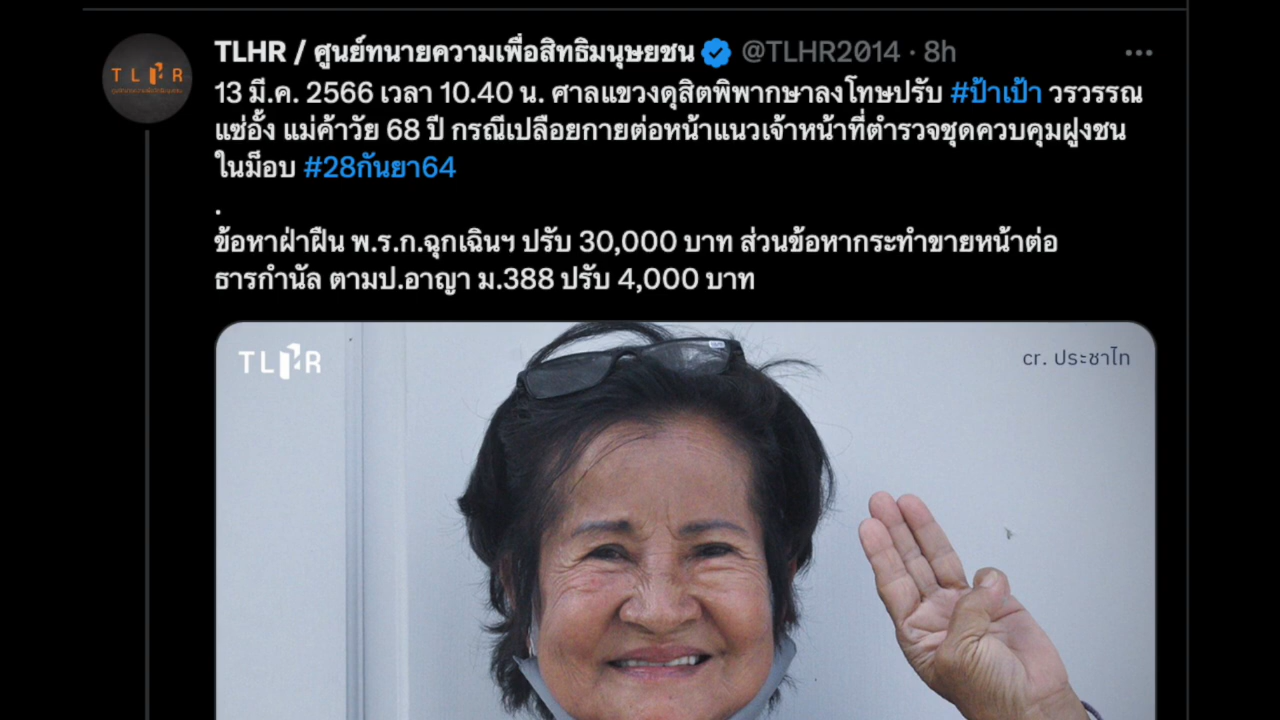 TLHR / ศูนย์ทนายความเพื่อสิทธิมนุษยชน @TLHR2014 · 8h
TLHR
13 มี.ค. 2566 เวลา 10.40 น. ศาลแขวงดุสิตพิพากษาลงโทษปรับ #ป้าเป้า วรวรรณ
แซ่อั้ง แม่ค้าวัย 68 ปี กรณีเปลือยกายต่อหน้าแนวเจ้าหน้าที่ตำรวจชุดควบคุมฝูงชน
ในม็อบ #28กันยา64
.
ข้อหาฝ่าฝืน พ.ร.ก.ฉุกเฉินฯ ปรับ 30,000 บาท ส่วนข้อหากระทำขายหน้าต่อ
ธารกำนัล ตามป.อาญา ม.388 ปรับ 4,000 บาท
TLHR
cr. ประชาไท